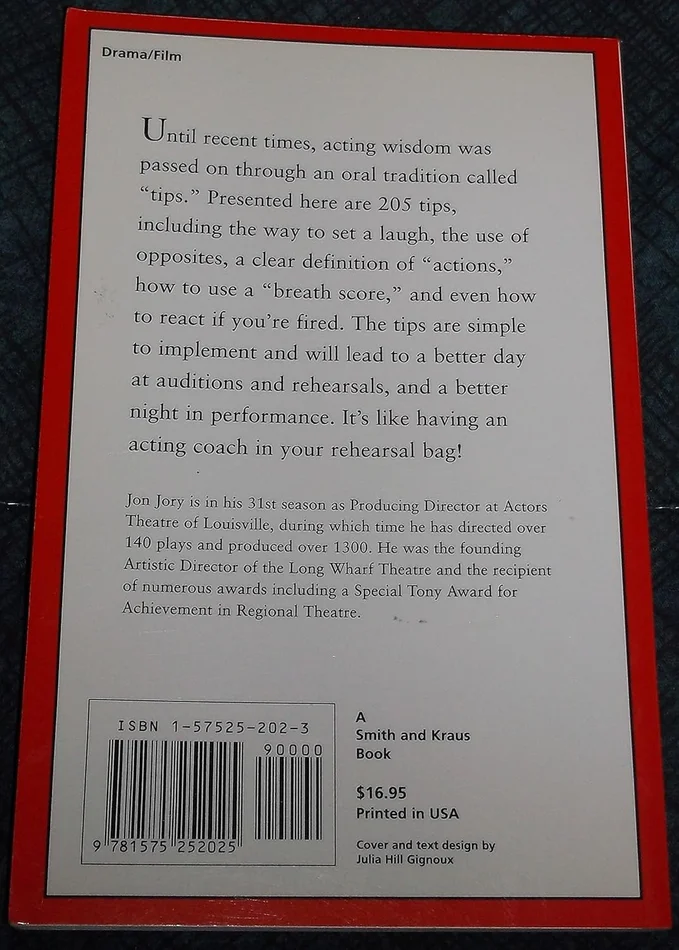 Drama/Film
Until recent times, acting wisdom was
passed on through an oral tradition called
“tips.” Presented here are 205 tips,
including the way to set a laugh, the use of
opposites, a clear definition of “actions,”
how to use a “breath score,” and even how
to react if you’re fired. The tips are simple
to implement and will lead to a better day
at auditions and rehearsals, and a better
night in performance. It’s like having an
acting coach in your rehearsal bag!
Jon Jory is in his 31st season as Producing Director at Actors
Theatre of Louisville, during which time he has directed over
140 plays and produced over 1300. He was the founding
Artistic Director of the Long Wharf Theatre and the recipient
of numerous awards including a Special Tony Award for
Achievement in Regional Theatre.
ISBN 1-57525-202-3
90000
9 781575 252025
A
Smith and Kraus
Book
$16.95
Printed in USA
Cover and text design by
Julia Hill Gignoux